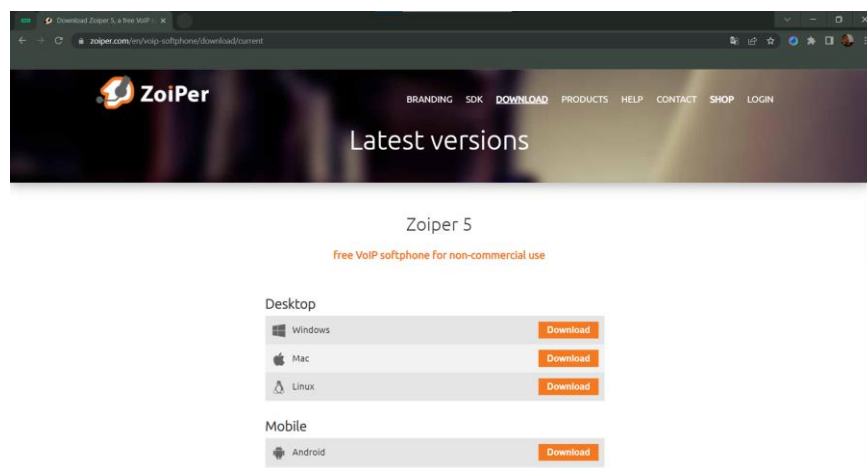 Download Zoiper 5, a free VoIP s
zoiper.com/en/voip-softphone/download/current
ZoiPer
BRANDING SDK DOWNLOAD PRODUCTS HELP CONTACT SHOP LOGIN
Latest versions
Zoiper 5
free VoIP softphone for non-commercial use
Desktop
Windows Download
Mac Download
Linux Download
Mobile
Android Download